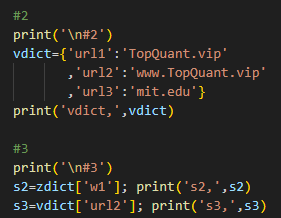 #2
print('\n#2')
vdict={'url1':'TopQuant.vip'
,'url2':'www.TopQuant.vip'
,'url3':'mit.edu'}
print('vdict,',vdict)
#3
print('\n#3')
s2=zdict['w1']; print('s2,',s2)
s3=vdict['url2']; print('s3,',s3)